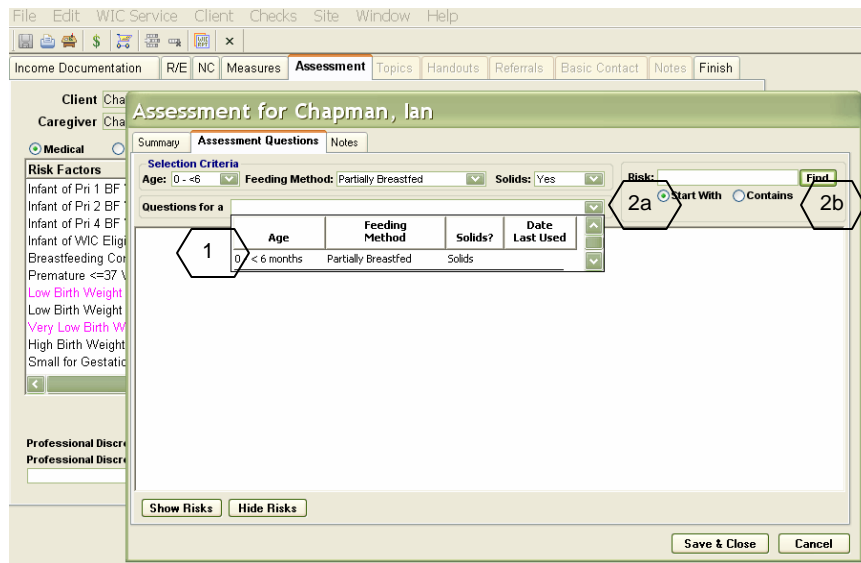 File Edit WIC Service Client Checks Site Window Help
$ ×
Income Documentation R/E NC Measures Assessment Topics Handouts Referrals Basic Contact Notes Finish
Client Cha
Caregiver Cha
Medical
Risk Factors
Infant of Pri 1 BF
Infant of Pri 2 BF
Infant of Pri 4 BF
Infant of WIC Eligi
Breastfeeding Cor
Premature <=37
Low Birth Weight
Low Birth Weight
Very Low Birth W
High Birth Weight
Small for Gestatic
Professional Discre
Professional Discre
Assessment for Chapman, Ian
Summary Assessment Questions Notes
Selection Criteria
Age: 0 - <6 Feeding Method: Partially Breastfed Solids: Yes
Risk: Find
Start With Contains
2a 2b
Questions for a
Age Feeding Method Solids? Date Last Used
0 < 6 months Partially Breastfed Solids
1
Show Risks Hide Risks
Save & Close Cancel